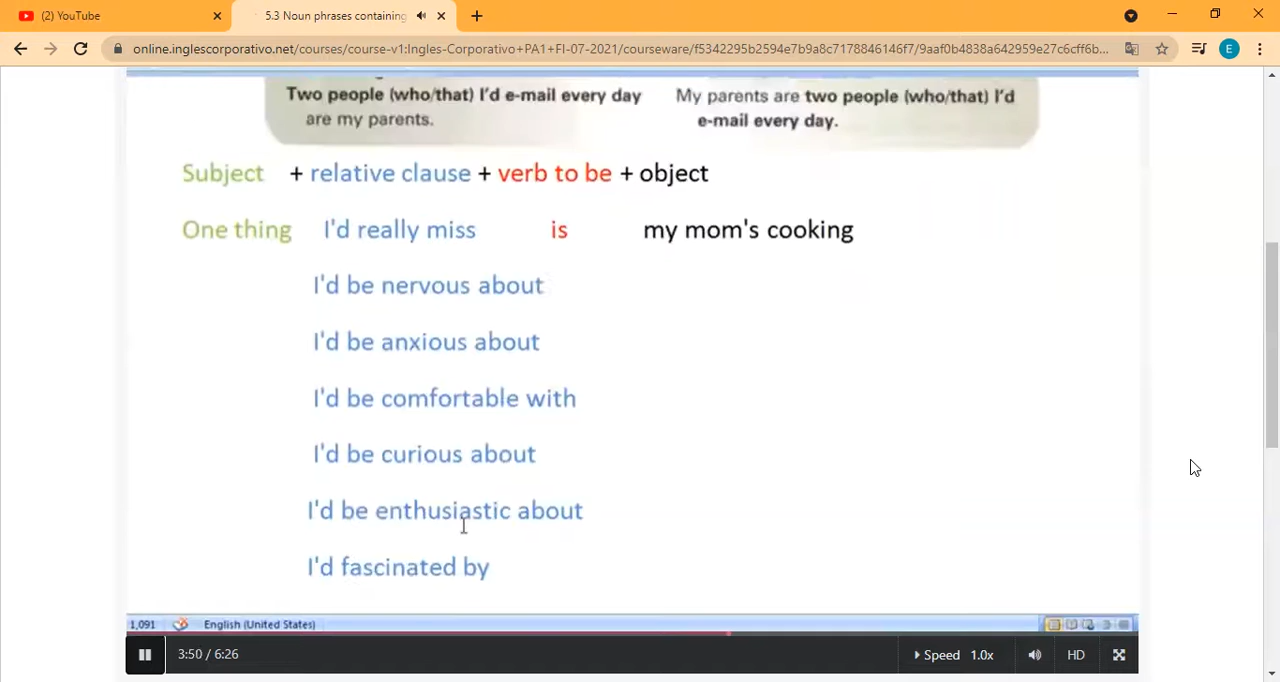 (2) YouTube
5.3 Noun phrases containing
online.inglescorporativo.net/courses/course-v1:Ingles-Corporativo+PA1+FI-07-2021/courseware/f5342295b2594e7b9a8c7178846146f7/9aaf0b4838a642959e27c6cff6b...
E
Two people (who/that) I'd e-mail every day
are my parents.
My parents are two people (who/that) I'd
e-mail every day.
Subject + relative clause + verb to be + object
One thing I'd really miss is my mom's cooking
I'd be nervous about
I'd be anxious about
I'd be comfortable with
I'd be curious about
I'd be enthusiastic about
I'd fascinated by
1,091 English (United States)
3:50 / 6:26 Speed 1.0x HD